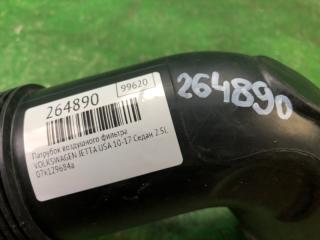 99620
264890
Патрубок воздушного фильтра
VOLKSWAGEN JETTA USA 10-17 Седан 2.5L
07k129684a
264890